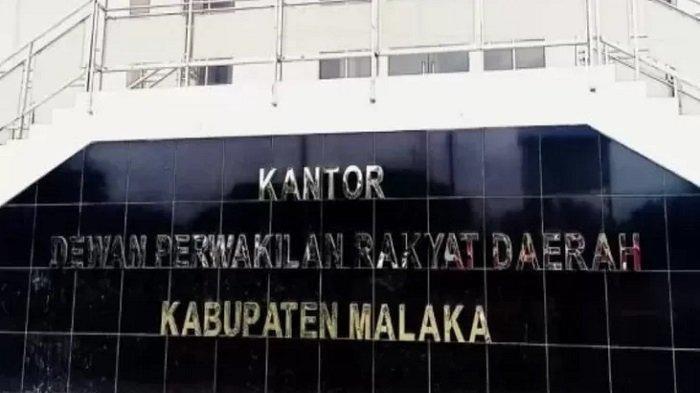 KANTOR
DEWAN PERWAKILAN RAKYAT DAERAH
KABUPATEN MALAKA